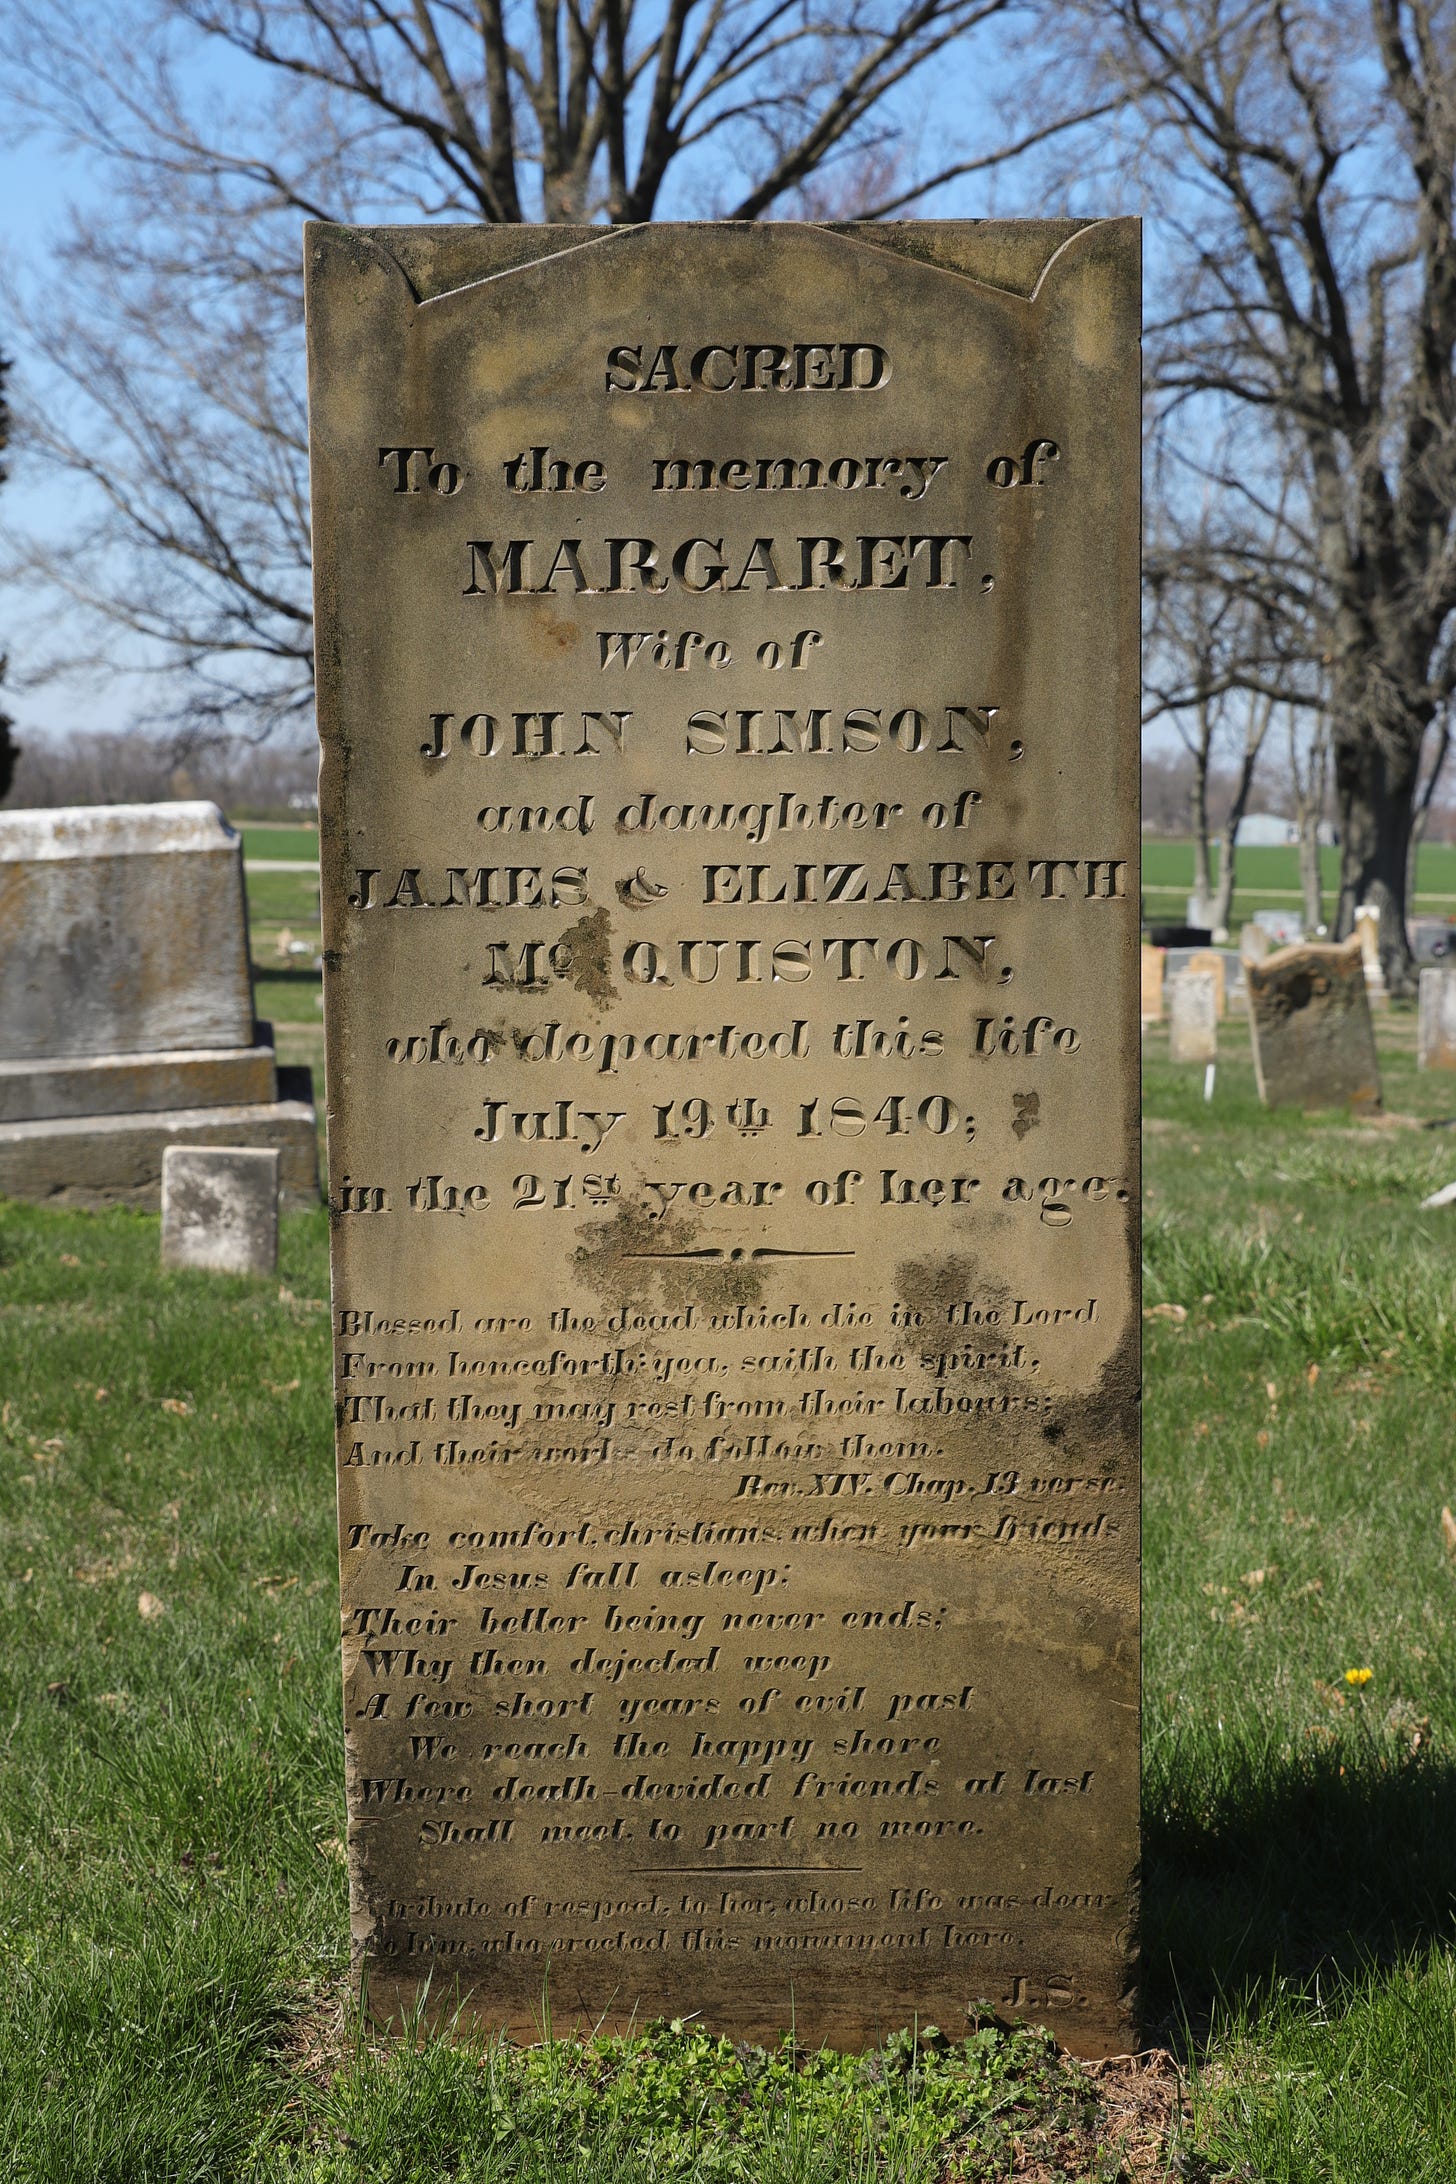 SACRED
To the memory of
MARGARET,
Wife of
JOHN SIMSON,
and daughter of
JAMES & ELIZABETH
Mc QUISTON,
who departed this life
July 19th 1840;
in the 21st year of her age.
Blessed are the dead which die in the Lord
From henceforth: yea, saith the spirit,
That they may rest from their labours;
And their works do follow them.
Rev. XIV. Chap. 13 verse.
Take comfort, christians, when your friends
In Jesus fall asleep;
Their better being never ends;
Why then dejected weep
A few short years of evil past
We reach the happy shore
Where death-devided friends at last
Shall meet, to part no more.
tribute of respect, to her, whose life was dear
to him, who erected this monument here.
J.S.